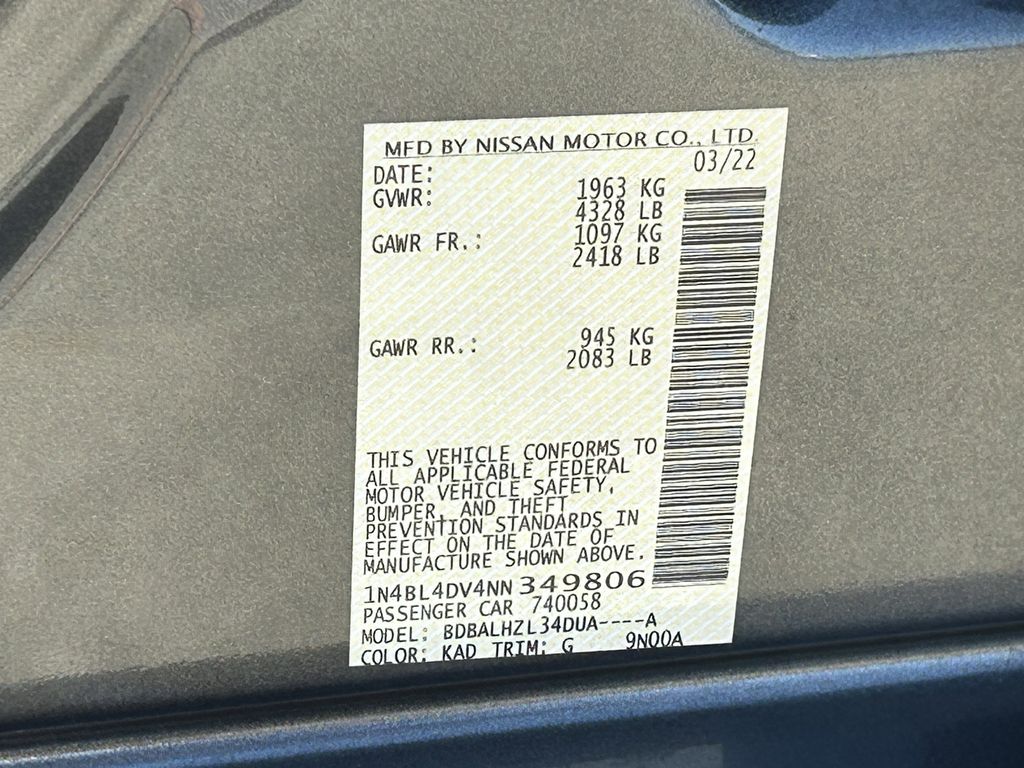 MFD BY NISSAN MOTOR CO., LTD.
DATE: 03/22
GVWR: 1963 KG
4328 LB
GAWR FR.: 1097 KG
2418 LB
GAWR RR.: 945 KG
2083 LB
THIS VEHICLE CONFORMS TO
ALL APPLICABLE FEDERAL
MOTOR VEHICLE SAFETY,
BUMPER, AND THEFT
PREVENTION STANDARDS IN
EFFECT ON THE DATE OF
MANUFACTURE SHOWN ABOVE.
1N4BL4DV4NN349806
PASSENGER CAR 740058
MODEL: BDBALHZL34DUA----A
COLOR: KAD TRIM: G 9N00A